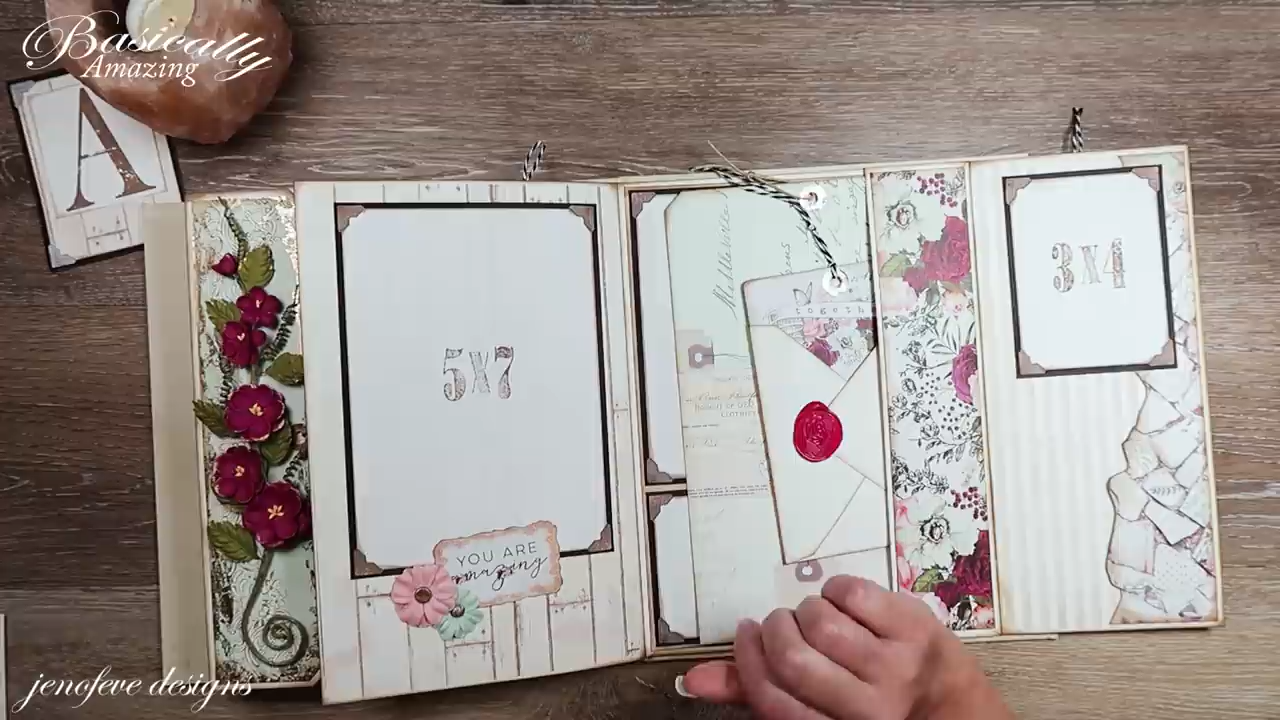 Basically
Amazing
A
5X7
YOU ARE
amazing
togeth
3X4
jenofeve designs